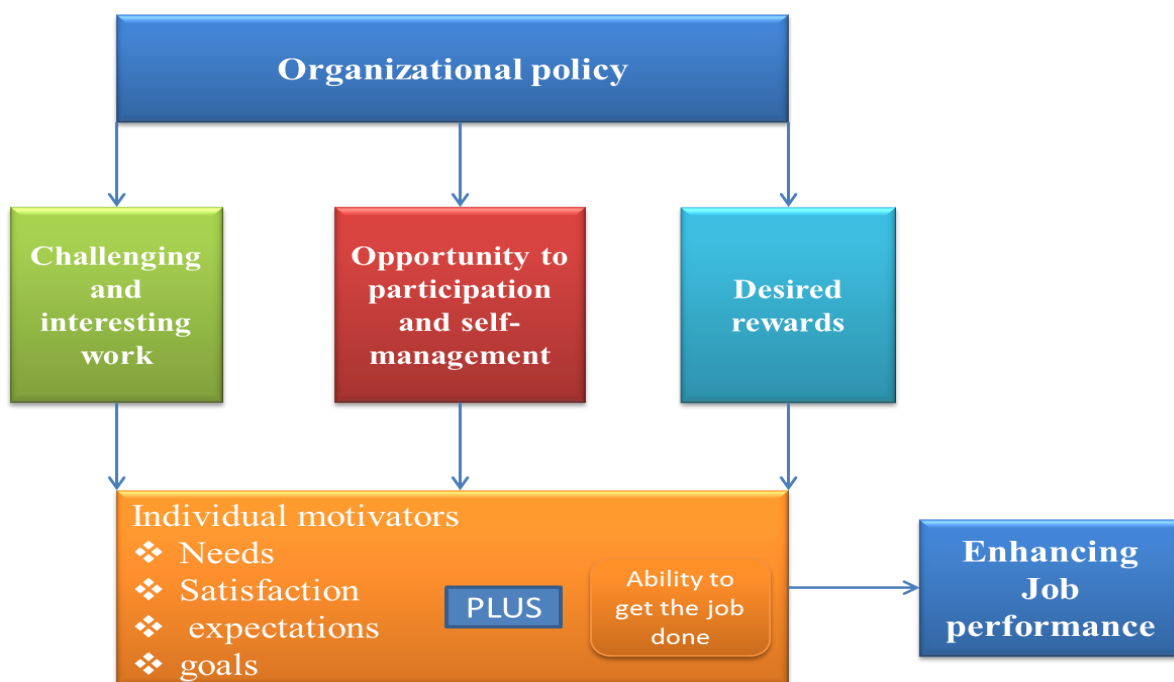 Organizational policy
Challenging
and
interesting
work
Opportunity to
participation
and self-
management
Desired
rewards
Individual motivators
❖ Needs
❖ Satisfaction
❖ expectations
❖ goals
PLUS
Ability to
get the job
done
Enhancing
Job
performance